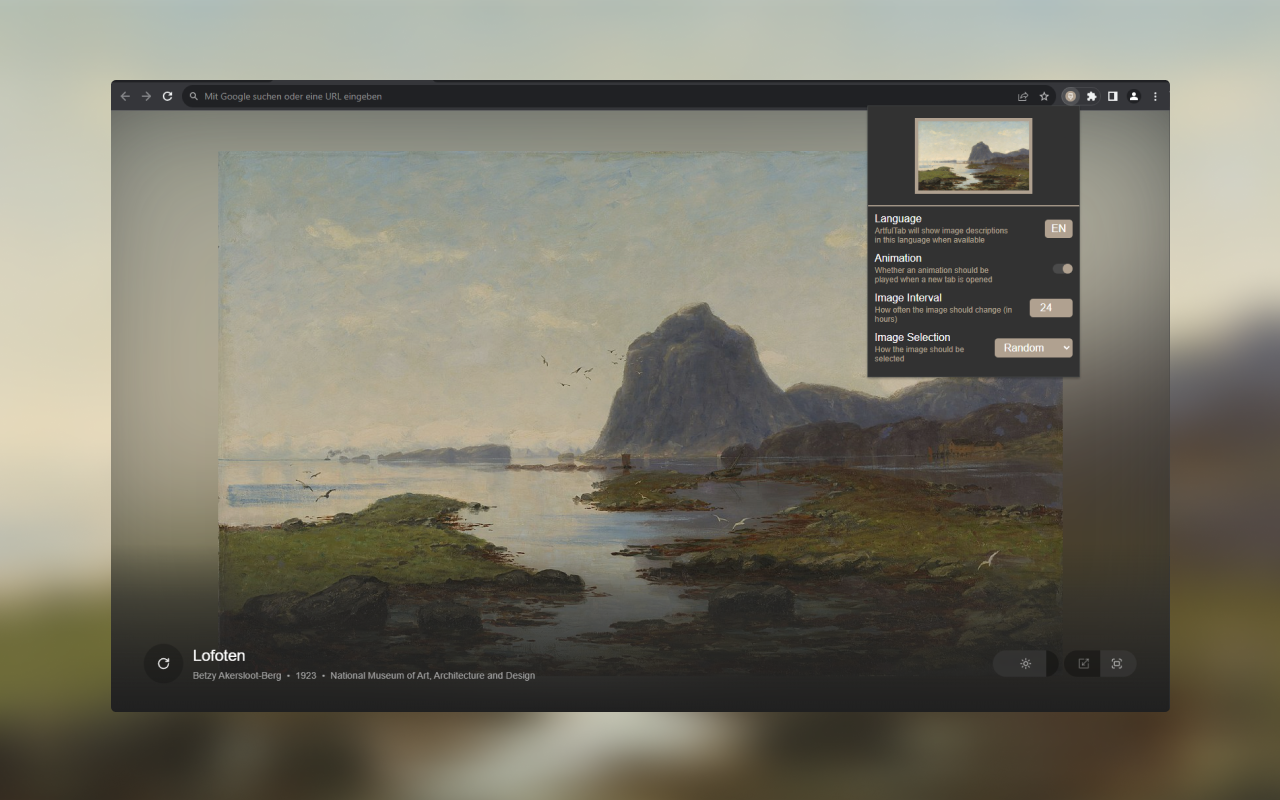 Mit Google suchen oder eine URL eingeben
Language
ArtfulTab will show image descriptions
in this language when available
EN
Animation
Whether an animation should be
played when a new tab is opened
Image Interval
How often the image should change (in
hours)
24
Image Selection
How the image should be
selected
Random
Lofoten
Betzy Akersloot-Berg • 1923 • National Museum of Art, Architecture and Design